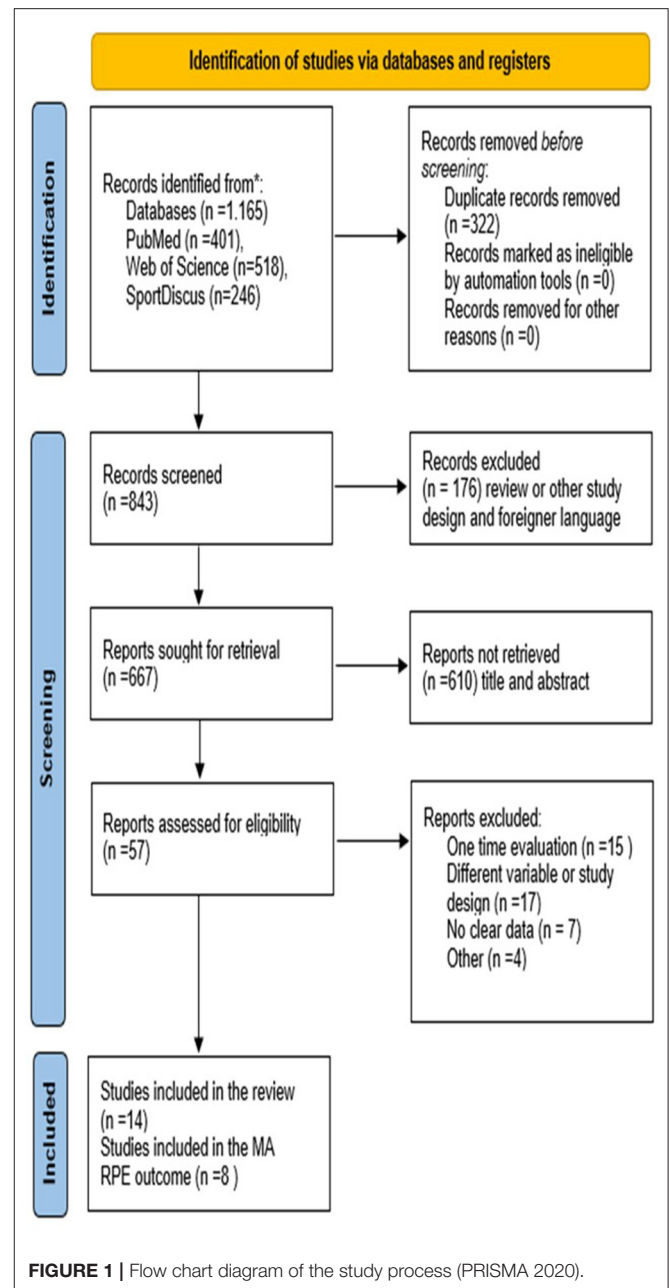 Identification of studies via databases and registers
Identification
Records identified from*:
Databases (n =1.165)
PubMed (n =401),
Web of Science (n=518),
SportDiscus (n=246)
Records removed before
screening:
Duplicate records removed
(n =322)
Records marked as ineligible
by automation tools (n =0)
Records removed for other
reasons (n =0)
Screening
Records screened
(n =843)
Records excluded
(n = 176) review or other study
design and foreigner language
Reports sought for retrieval
(n =667)
Reports not retrieved
(n =610) title and abstract
Reports assessed for eligibility
(n =57)
Reports excluded:
One time evaluation (n =15 )
Different variable or study
design (n =17)
No clear data (n = 7)
Other (n =4)
Included
Studies included in the review
(n =14)
Studies included in the MA
RPE outcome (n =8 )
FIGURE 1 | Flow chart diagram of the study process (PRISMA 2020).